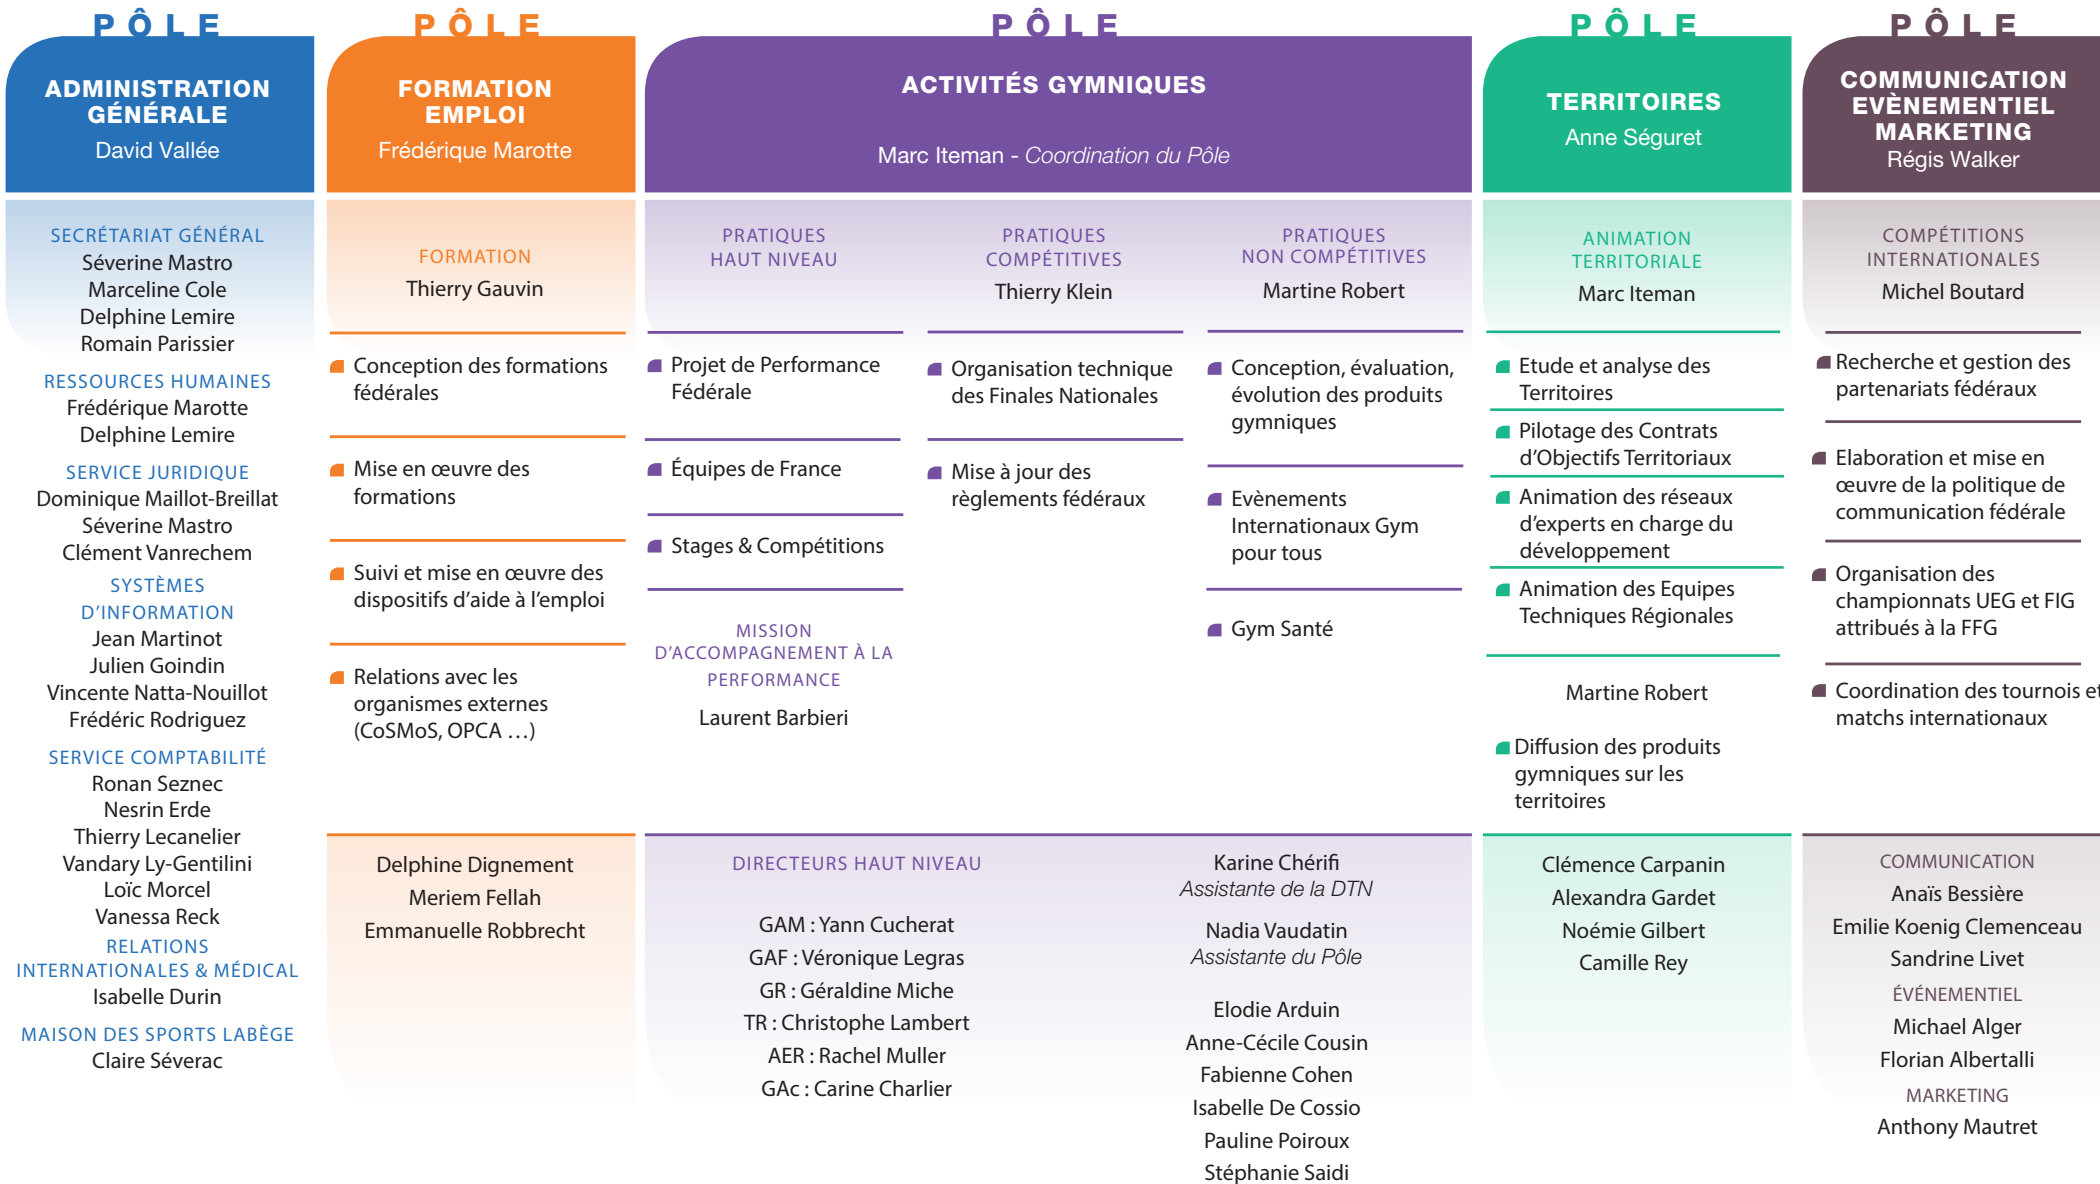 PÔLE
ADMINISTRATION
GÉNÉRALE
David Vallée
SECRÉTARIAT GÉNÉRAL
Séverine Mastro
Marceline Cole
Delphine Lemire
Romain Parissier
RESSOURCES HUMAINES
Frédérique Marotte
Delphine Lemire
SERVICE JURIDIQUE
Dominique Maillot-Breillat
Séverine Mastro
Clément Vanrechem
SYSTÈMES
D'INFORMATION
Jean Martinot
Julien Goindin
Vincente Natta-Nouillot
Frédéric Rodriguez
SERVICE COMPTABILITÉ
Ronan Seznec
Nesrin Erde
Thierry Lecanelier
Vandary Ly-Gentilini
Loïc Morcel
Vanessa Reck
RELATIONS
INTERNATIONALES & MÉDICAL
Isabelle Durin
MAISON DES SPORTS LABÈGE
Claire Séverac
PÔLE
FORMATION
EMPLOI
Frédérique Marotte
FORMATION
Thierry Gauvin
Conception des formations
fédérales
Mise en œuvre des
formations
Suivi et mise en œuvre des
dispositifs d'aide à l'emploi
Relations avec les
organismes externes
(CoSMoS, OPCA …)
Delphine Dignement
Meriem Fellah
Emmanuelle Robbrecht
PÔLE
ACTIVITÉS GYMNIQUES
Marc Iteman - Coordination du Pôle
PRATIQUES
HAUT NIVEAU
Projet de Performance
Fédérale
Équipes de France
Stages & Compétitions
MISSION
D'ACCOMPAGNEMENT À LA
PERFORMANCE
Laurent Barbieri
PRATIQUES
COMPÉTITIVES
Thierry Klein
Organisation technique
des Finales Nationales
Mise à jour des
règlements fédéraux
PRATIQUES
NON COMPÉTITIVES
Martine Robert
Conception, évaluation,
évolution des produits
gymniques
Evènements
Internationaux Gym
pour tous
Gym Santé
DIRECTEURS HAUT NIVEAU
GAM : Yann Cucherat
GAF : Véronique Legras
GR : Géraldine Miche
TR : Christophe Lambert
AER : Rachel Muller
GAc : Carine Charlier
Karine Chérifi
Assistante de la DTN
Nadia Vaudatin
Assistante du Pôle
Elodie Arduin
Anne-Cécile Cousin
Fabienne Cohen
Isabelle De Cossio
Pauline Poiroux
Stéphanie Saidi
PÔLE
TERRITOIRES
Anne Séguret
ANIMATION
TERRITORIALE
Marc Iteman
Etude et analyse des
Territoires
Pilotage des Contrats
d'Objectifs Territoriaux
Animation des réseaux
d'experts en charge du
développement
Animation des Equipes
Techniques Régionales
Martine Robert
Diffusion des produits
gymniques sur les
territoires
Clémence Carpanin
Alexandra Gardet
Noémie Gilbert
Camille Rey
PÔLE
COMMUNICATION
EVÈNEMENTIEL
MARKETING
Régis Walker
COMPÉTITIONS
INTERNATIONALES
Michel Boutard
Recherche et gestion des
partenariats fédéraux
Elaboration et mise en
œuvre de la politique de
communication fédérale
Organisation des
championnats UEG et FIG
attribués à la FFG
Coordination des tournois et
matchs internationaux
COMMUNICATION
Anaïs Bessière
Emilie Koenig Clemenceau
Sandrine Livet
ÉVÉNEMENTIEL
Michael Alger
Florian Albertalli
MARKETING
Anthony Mautret